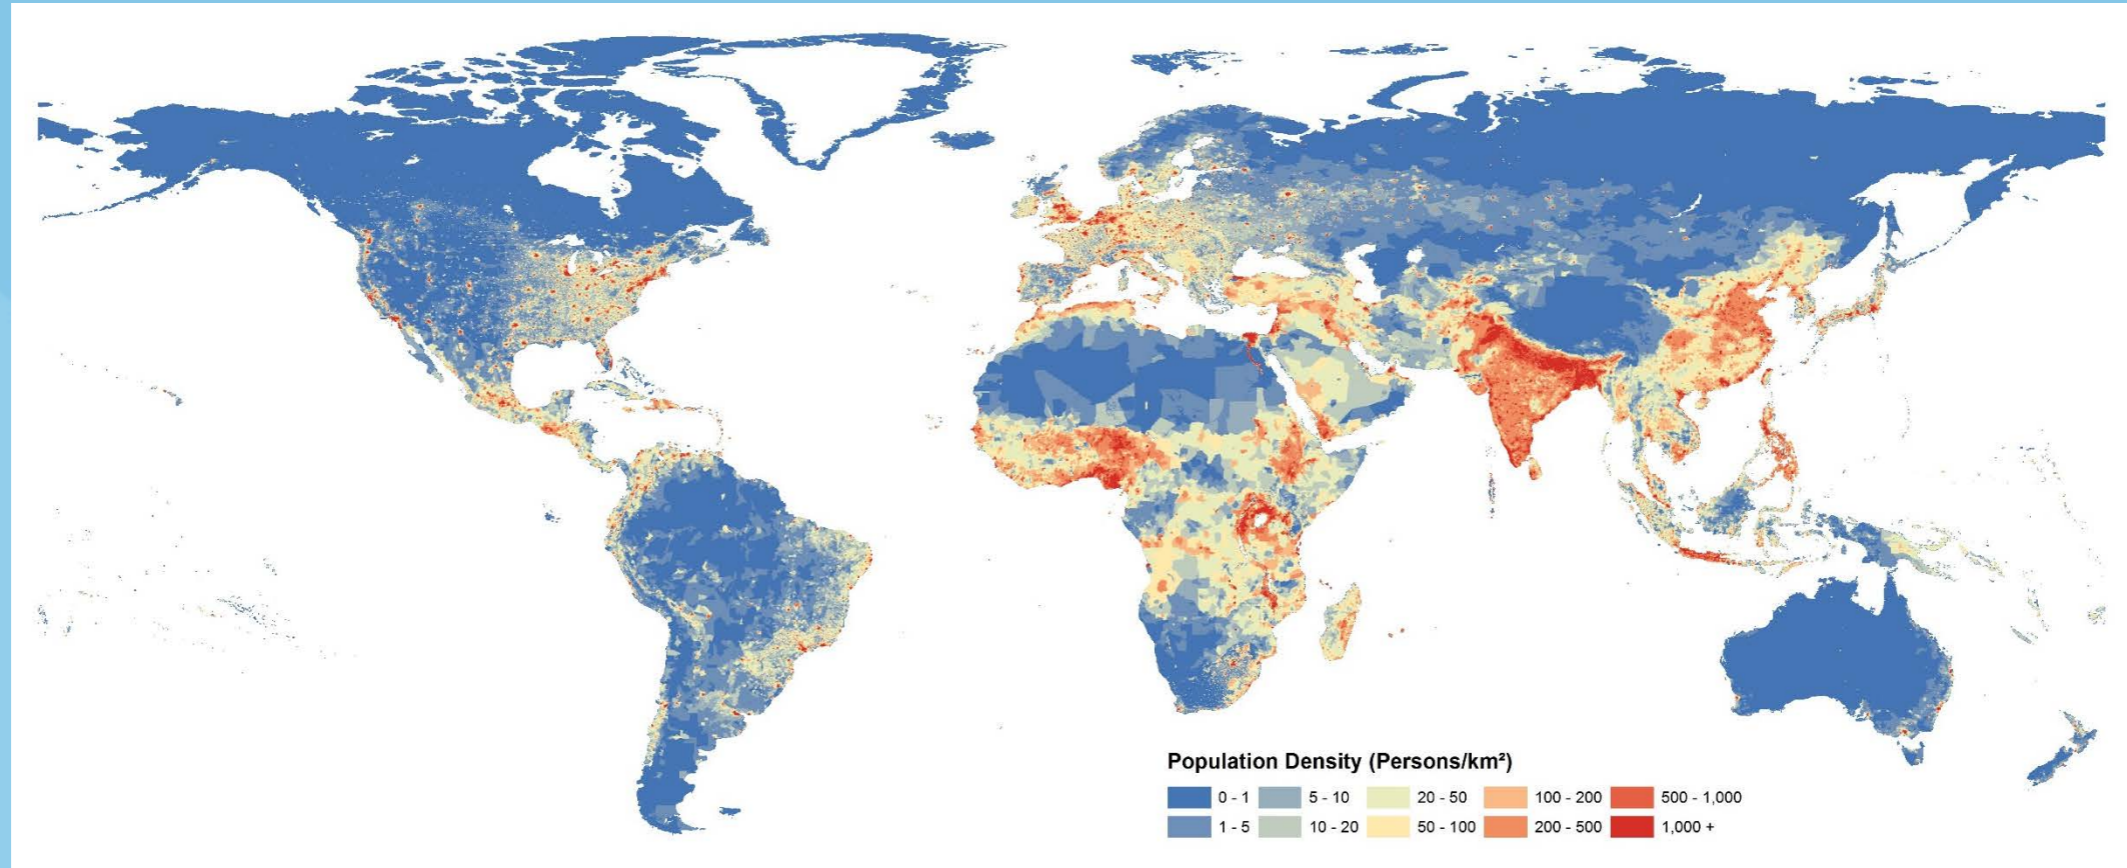 Population Density (Persons/km²)
0 - 1 5 - 10 20 - 50 100 - 200 500 - 1,000
1 - 5 10 - 20 50 - 100 200 - 500 1,000 +